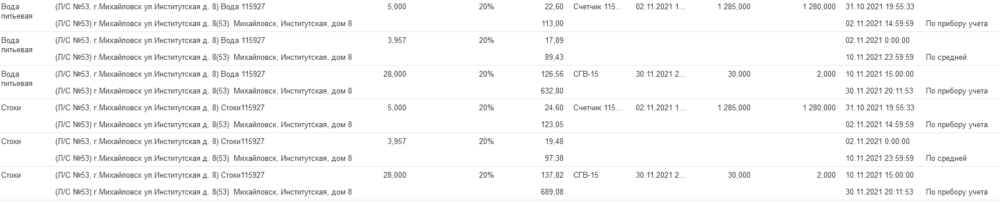 Вода (Л/С №53, г.Михайловск ул.Институтская д. 8) Вода 115927 5,000 20% 22,60 Счетчик 115... 02.11.2021 1... 1 285,000 1 280,000 31.10.2021 19:55:33
питьевая
(Л/С №53) г.Михайловск ул.Институтская д. 8(53) Михайловск, Институтская, дом 8 113,00 02.11.2021 14:59:59 По прибору учета
Вода (Л/С №53, г.Михайловск ул.Институтская д. 8) Вода 115927 3,957 20% 17,89 02.11.2021 0:00:00
питьевая
(Л/С №53) г.Михайловск ул.Институтская д. 8(53) Михайловск, Институтская, дом 8 89,43 10.11.2021 23:59:59 По средней
Вода (Л/С №53, г.Михайловск ул.Институтская д. 8) Вода 115927 28,000 20% 126,56 СГВ-15 30.11.2021 2... 30,000 2,000 10.11.2021 15:00:00
питьевая
(Л/С №53) г.Михайловск ул.Институтская д. 8(53) Михайловск, Институтская, дом 8 632,80 30.11.2021 20:11:53 По прибору учета
Стоки (Л/С №53, г.Михайловск ул.Институтская д. 8) Стоки115927 5,000 20% 24,60 Счетчик 115... 02.11.2021 1... 1 285,000 1 280,000 31.10.2021 19:55:33
(Л/С №53) г.Михайловск ул.Институтская д. 8(53) Михайловск, Институтская, дом 8 123,05 02.11.2021 14:59:59 По прибору учета
Стоки (Л/С №53, г.Михайловск ул.Институтская д. 8) Стоки115927 3,957 20% 19,48 02.11.2021 0:00:00
(Л/С №53) г.Михайловск ул.Институтская д. 8(53) Михайловск, Институтская, дом 8 97,38 10.11.2021 23:59:59 По средней
Стоки (Л/С №53, г.Михайловск ул.Институтская д. 8) Стоки115927 28,000 20% 137,82 СГВ-15 30.11.2021 2... 30,000 2,000 10.11.2021 15:00:00
(Л/С №53) г.Михайловск ул.Институтская д. 8(53) Михайловск, Институтская, дом 8 689,08 30.11.2021 20:11:53 По прибору учета